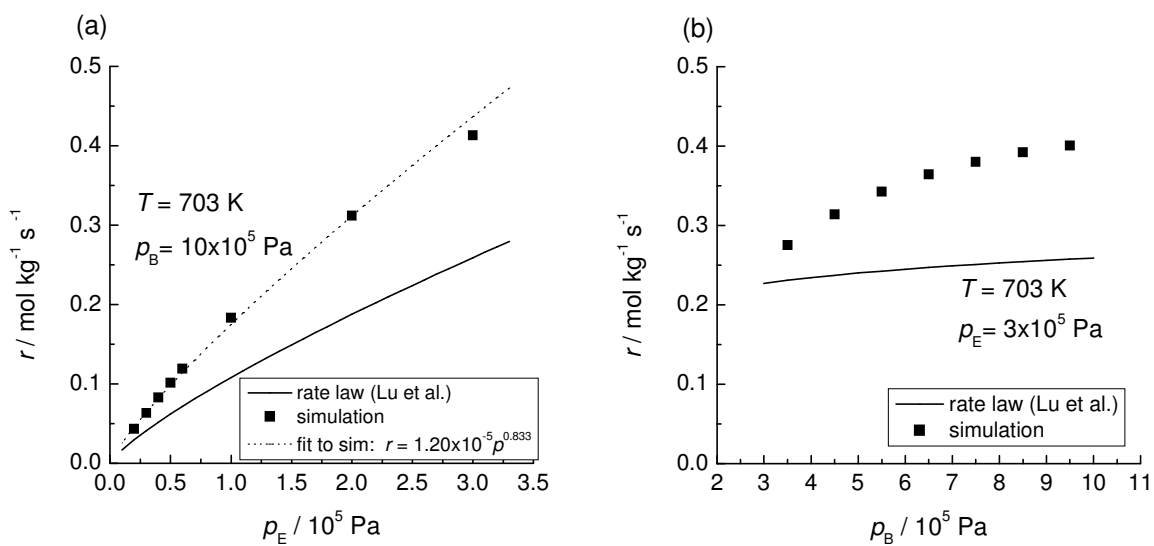 (a)
r / mol kg⁻¹ s⁻¹
0.5
0.4
0.3
0.2
0.1
0.0
T = 703 K
p_B = 10x10⁵ Pa
rate law (Lu et al.)
simulation
fit to sim: r = 1.20x10⁻⁵p⁰·⁸³³
0.0 0.5 1.0 1.5 2.0 2.5 3.0 3.5
p_E / 10⁵ Pa
(b)
r / mol kg⁻¹ s⁻¹
0.5
0.4
0.3
0.2
0.1
0.0
T = 703 K
p_E = 3x10⁵ Pa
rate law (Lu et al.)
simulation
2 3 4 5 6 7 8 9 10 11
p_B / 10⁵ Pa